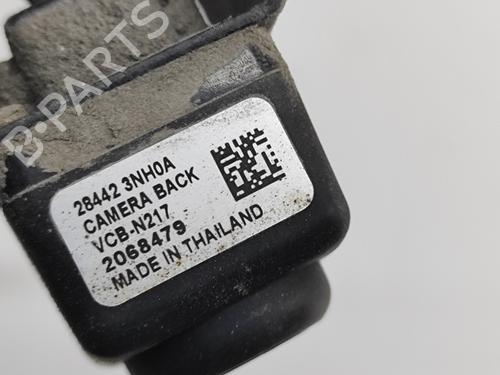 B-PARTS
28442 3NH0A
CAMERA BACK
VCB-N217
2068479
MADE IN THAILAND